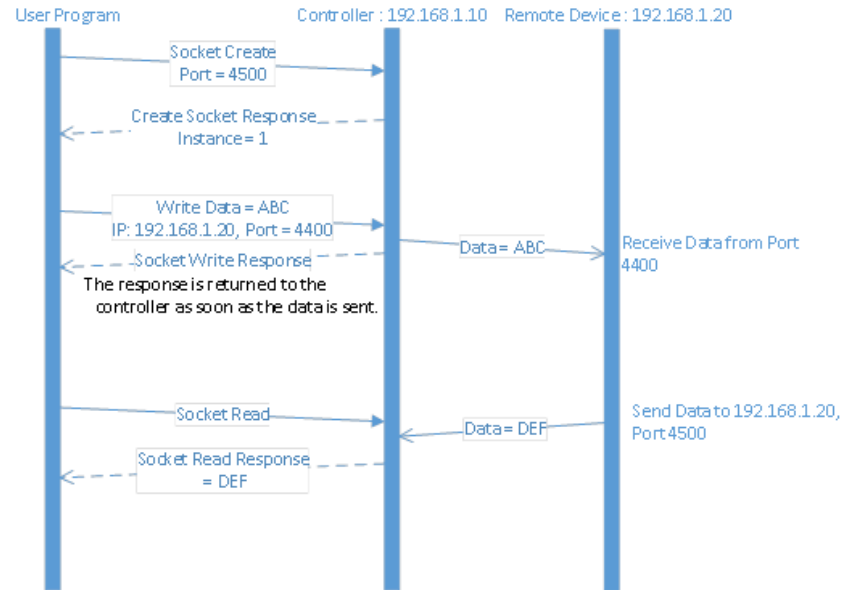 User Program
Controller : 192.168.1.10
Remote Device : 192.168.1.20
Socket Create
Port = 4500
Create Socket Response
Instance = 1
Write Data = ABC
IP: 192.168.1.20, Port = 4400
Data = ABC
Receive Data from Port
4400
Socket Write Response
The response is returned to the
controller as soon as the data is sent.
Socket Read
Data = DEF
Send Data to 192.168.1.20,
Port 4500
Socket Read Response
= DEF